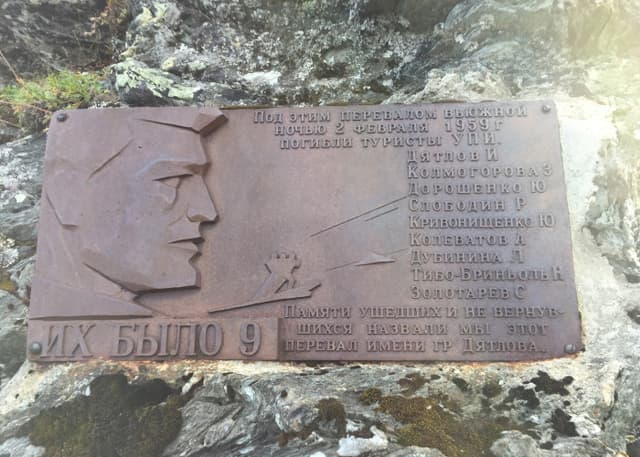 Под этим перевалом вьюжной
ночью 2 февраля 1959 г
погибли туристы УПИ.
Дятлов И
Колмогорова З
Дорошенко Ю
Слободин Р
Кривонищенко Ю
Колеватов А
Дубинина Л
Тибо-Бриньоль Н
Золотарев С
Памяти ушедших и не вернув-
шихся назвали мы этот
перевал имени гр Дятлова.
ИХ БЫЛО 9